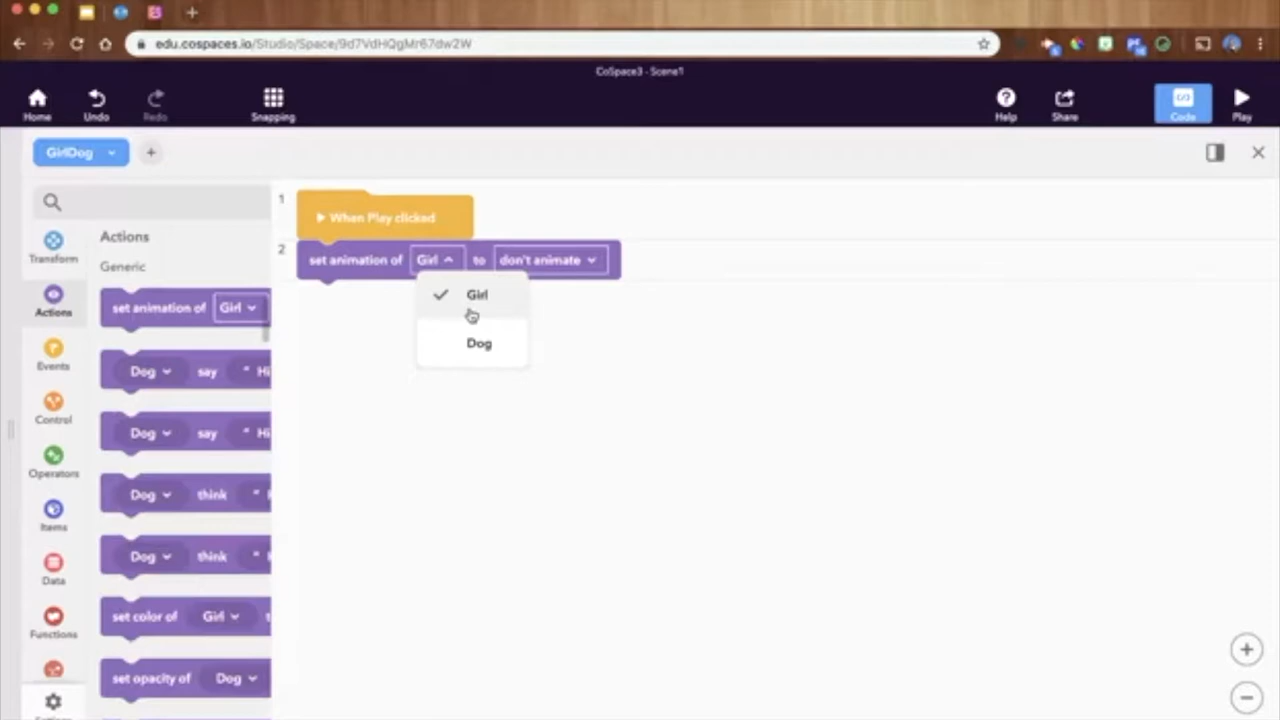 edu.cospaces.io/Studio/Space/9d7VdHQgMr67dw2W
CoSpace3 - Scene1
Home
Undo
Redo
Snapping
Help
Share
Code
Play
GirlDog
1
When Play clicked
2
set animation of Girl to don't animate
Girl
Dog
Transform
Actions
Events
Control
Operators
Items
Data
Functions
Actions
Generic
set animation of Girl
Dog say " Hi
Dog say " Hi
Dog think "
Dog think "
set color of Girl
set opacity of Dog